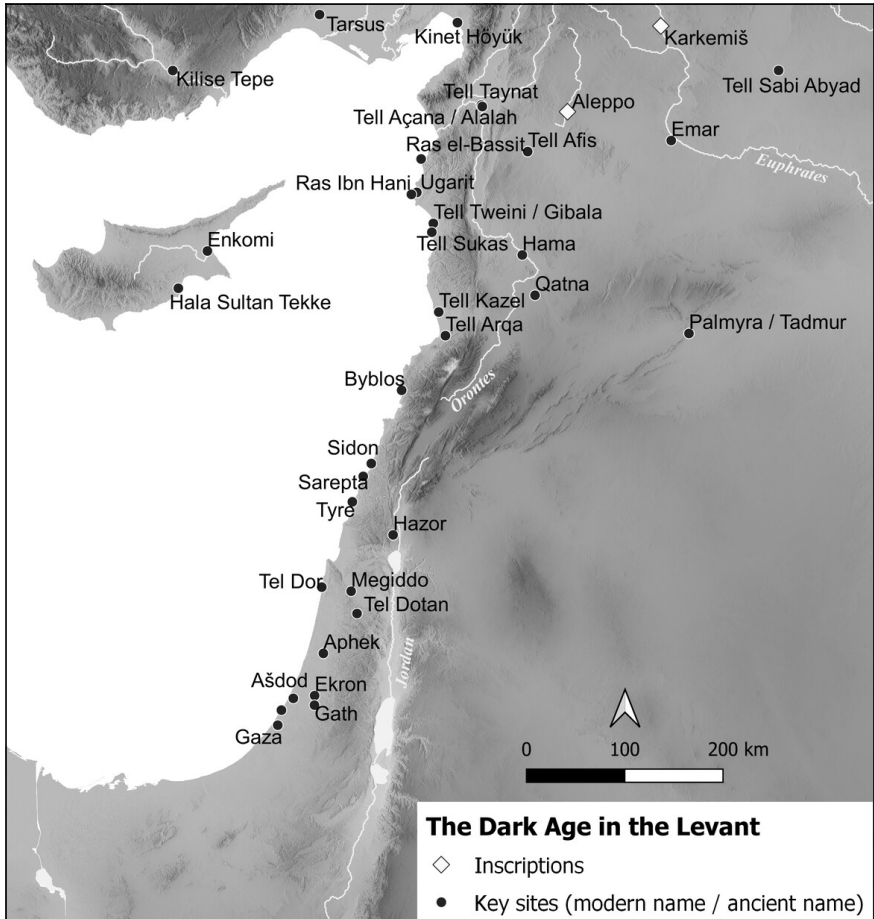 Tarsus
Kinet Höyük
Karkemiš
Kilise Tepe
Tell Sabi Abyad
Tell Taynat
Aleppo
Tell Açana / Alalah
Emar
Ras el-Bassit
Tell Afis
Euphrates
Ras Ibn Hani
Ugarit
Tell Tweini / Gibala
Enkomi
Tell Sukas
Hama
Qatna
Hala Sultan Tekke
Tell Kazel
Tell Arqa
Palmyra / Tadmur
Byblos
Orontes
Sidon
Sarepta
Tyre
Hazor
Tel Dor
Megiddo
Tel Dotan
Aphek
Jordan
Ašdod
Ekron
Gath
Gaza
0 100 200 km
The Dark Age in the Levant
Inscriptions
Key sites (modern name / ancient name)